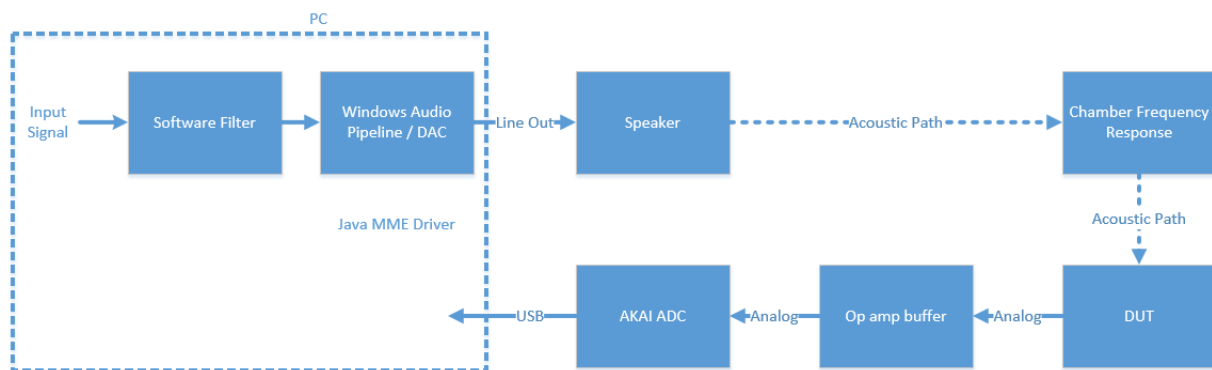 PC
Input
Signal
Software Filter
Windows Audio
Pipeline / DAC
Line Out
Speaker
Acoustic Path
Chamber Frequency
Response
Java MME Driver
Acoustic Path
USB
AKAI ADC
Analog
Op amp buffer
Analog
DUT